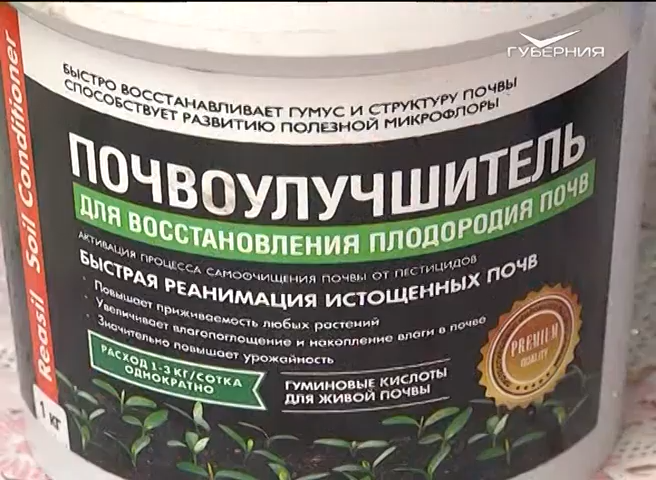 ГУБЕРНИЯ
БЫСТРО ВОССТАНАВЛИВАЕТ ГУМУС И СТРУКТУРУ ПОЧВЫ
СПОСОБСТВУЕТ РАЗВИТИЮ ПОЛЕЗНОЙ МИКРОФЛОРЫ
ПОЧВОУЛУЧШИТЕЛЬ
ДЛЯ ВОССТАНОВЛЕНИЯ ПЛОДОРОДИЯ ПОЧВ
АКТИВАЦИЯ ПРОЦЕССА САМООЧИЩЕНИЯ ПОЧВЫ ОТ ПЕСТИЦИДОВ
БЫСТРАЯ РЕАНИМАЦИЯ ИСТОЩЕННЫХ ПОЧВ
Повышает приживаемость любых растений
Увеличивает влагопоглощение и накопление влаги в почве
Значительно повышает урожайность
РАСХОД 1-3 КГ/СОТКА
ОДНОКРАТНО
ГУМИНОВЫЕ КИСЛОТЫ
ДЛЯ ЖИВОЙ ПОЧВЫ
PREMIUM
QUALITY
Reasil Soil Conditioner
1 КГ